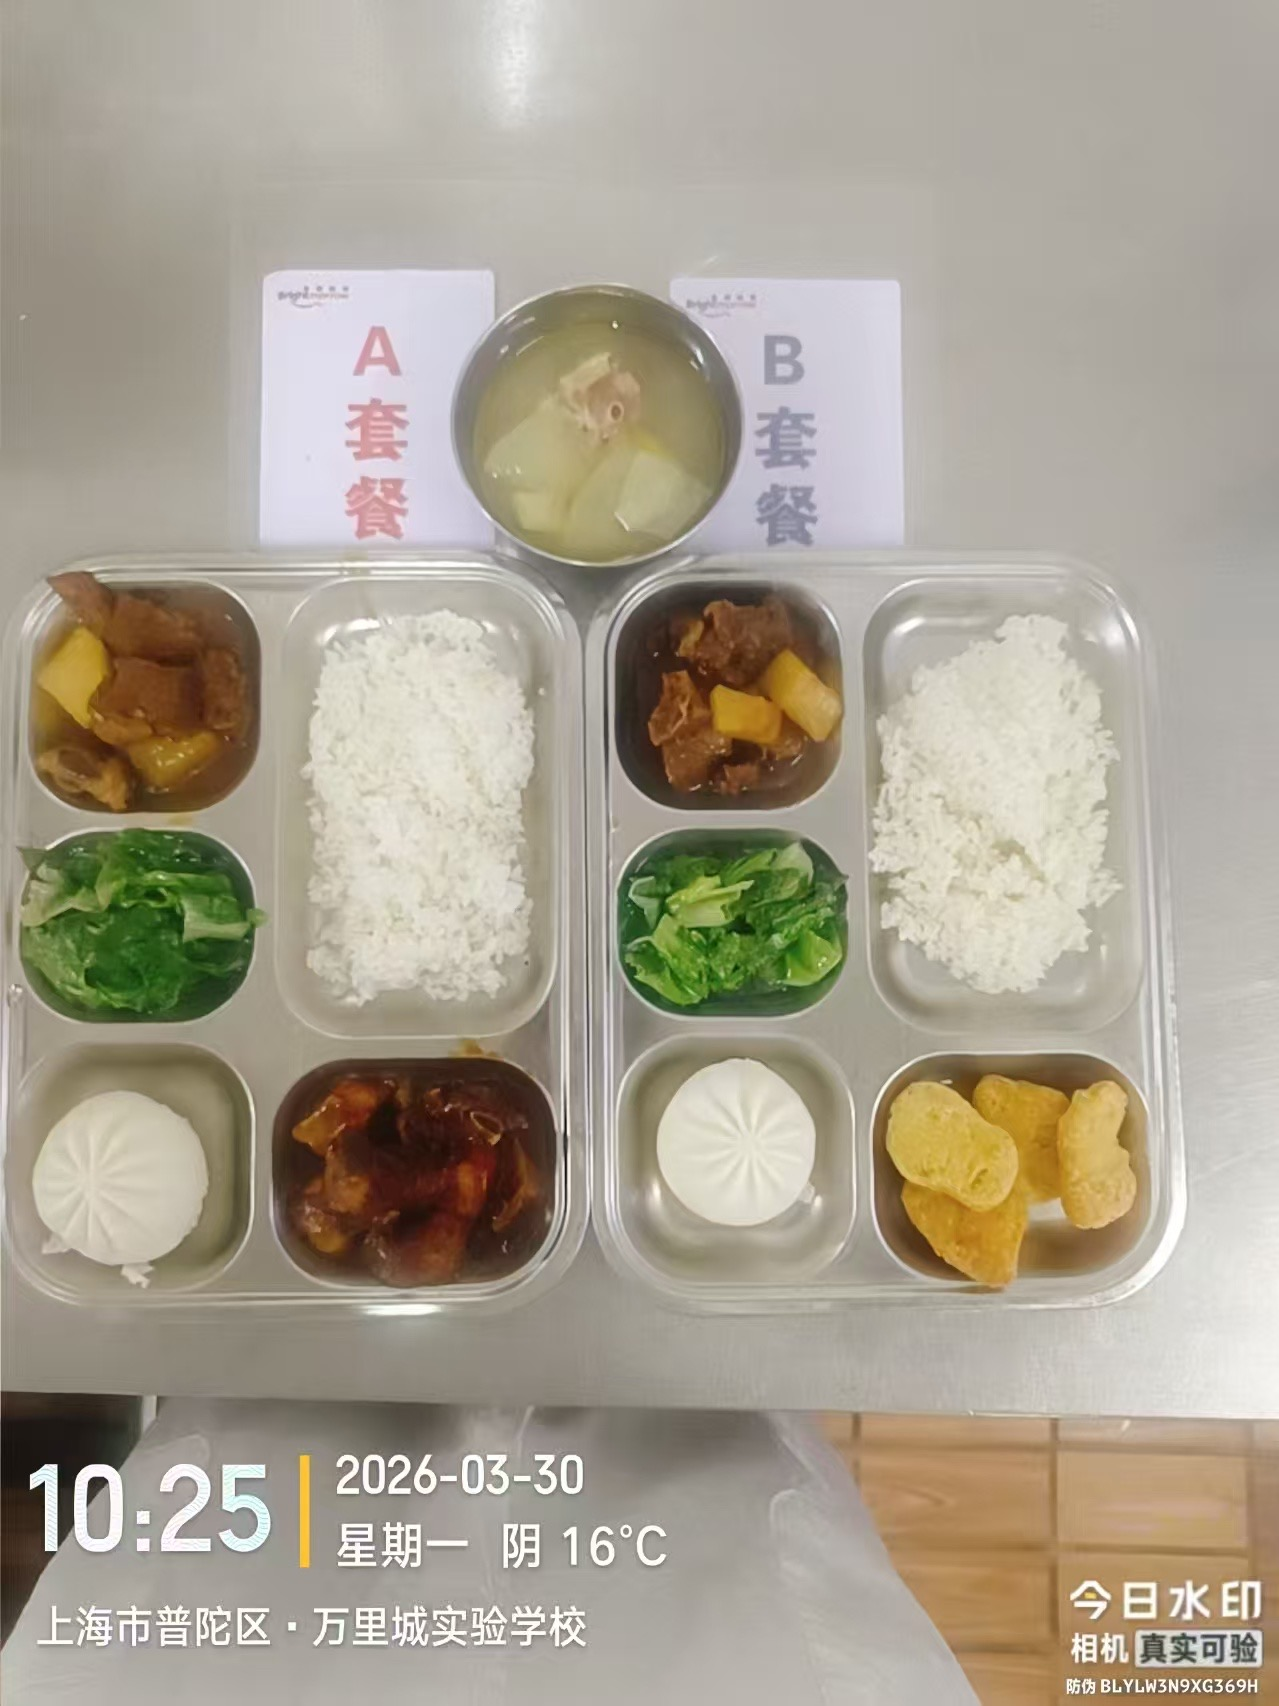 A
套
餐
B
套
餐
10:25
2026-03-30
星期一 阴 16°C
上海市普陀区·万里城实验学校
今日水印
相机 真实可验
防伪 BLYLW3N9XG369H